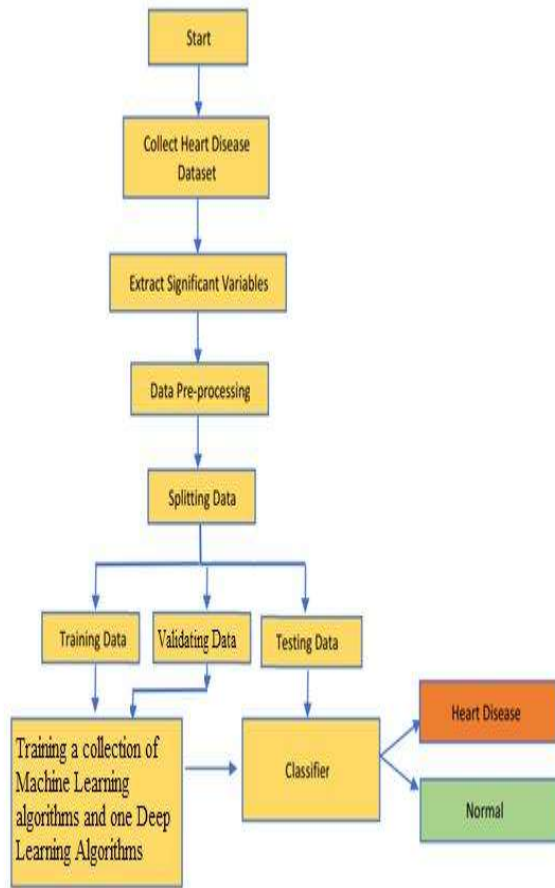 Start
Collect Heart Disease
Dataset
Extract Significant Variables
Data Pre-processing
Splitting Data
Training Data
Validating Data
Testing Data
Training a collection of
Machine Learning
algorithms and one Deep
Learning Algorithms
Classifier
Heart Disease
Normal